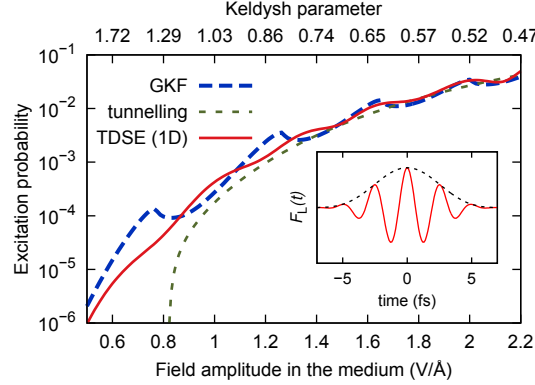 Keldysh parameter
1.72 1.29 1.03 0.86 0.74 0.65 0.57 0.52 0.47
10⁻¹
10⁻²
10⁻³
10⁻⁴
10⁻⁵
10⁻⁶
Excitation probability
GKF
tunnelling
TDSE (1D)
F_L(t)
−5 0 5
time (fs)
0.6 0.8 1 1.2 1.4 1.6 1.8 2 2.2
Field amplitude in the medium (V/Å)